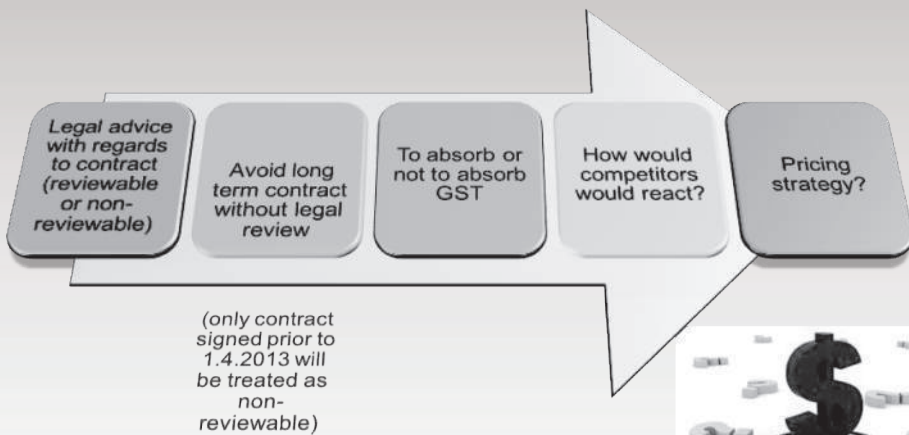 Legal advice
with regards
to contract
(reviewable
or non-
reviewable)
Avoid long
term contract
without legal
review
To absorb or
not to absorb
GST
How would
competitors
would react?
Pricing
strategy?
(only contract
signed prior to
1.4.2013 will
be treated as
non-
reviewable)